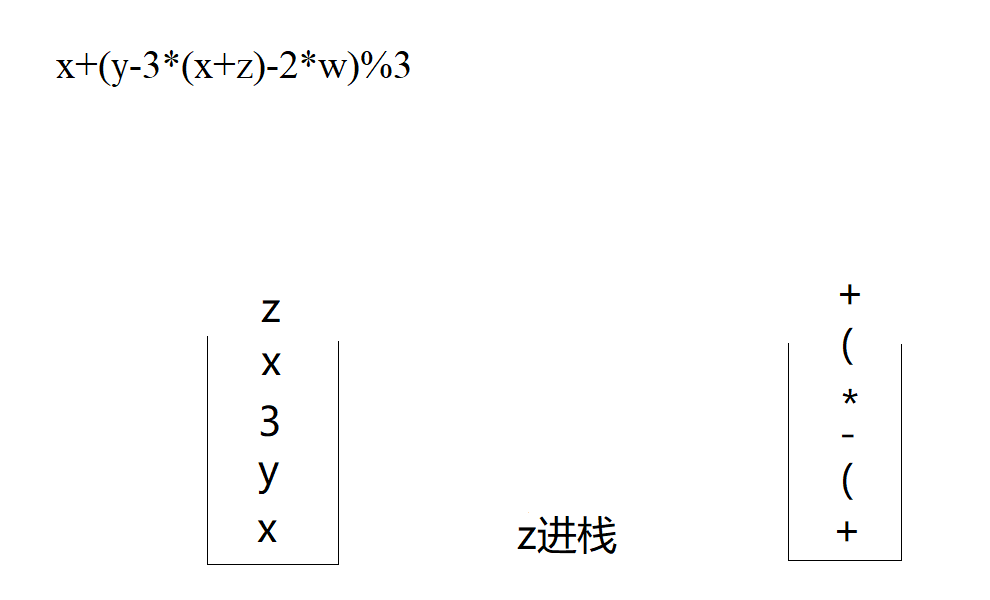 x+(y-3*(x+z)-2*w)%3
z
x
3
y
x
z进栈
+
(
*
-
(
+